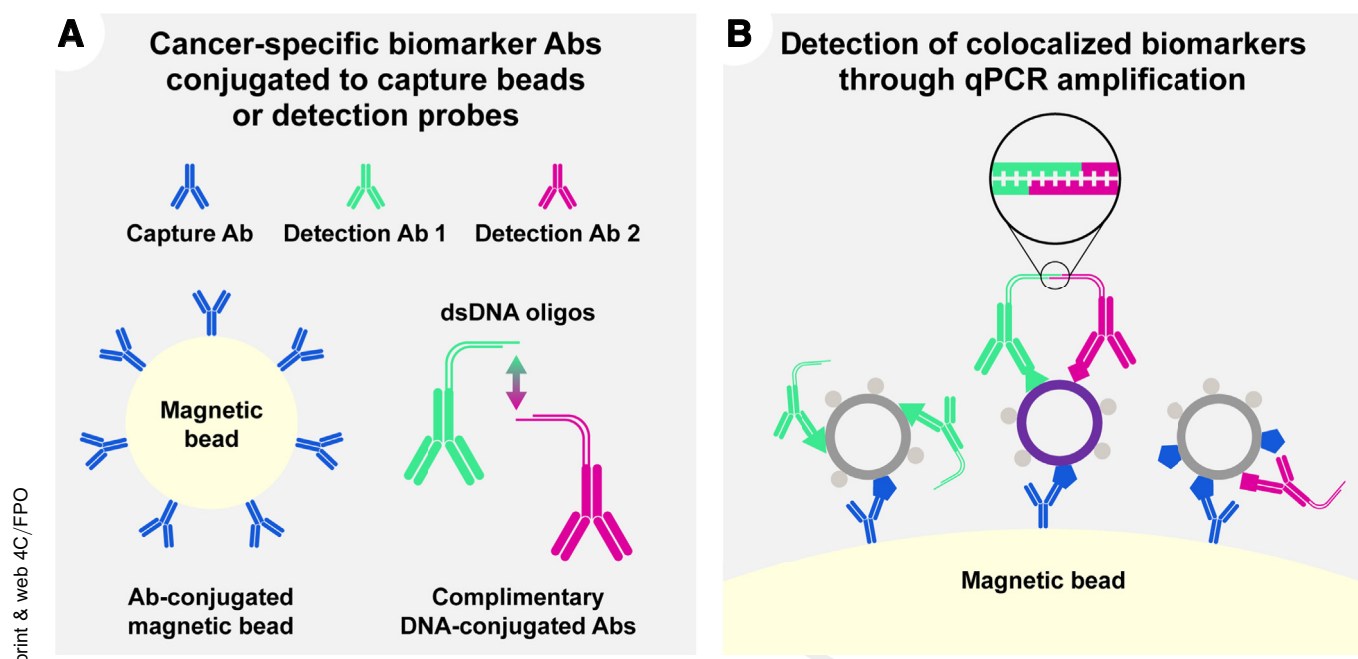 A
Cancer-specific biomarker Abs
conjugated to capture beads
or detection probes
Capture Ab
Detection Ab 1
Detection Ab 2
dsDNA oligos
Magnetic
bead
Ab-conjugated
magnetic bead
Complimentary
DNA-conjugated Abs
B
Detection of colocalized biomarkers
through qPCR amplification
Magnetic bead
print & web 4C/FPO